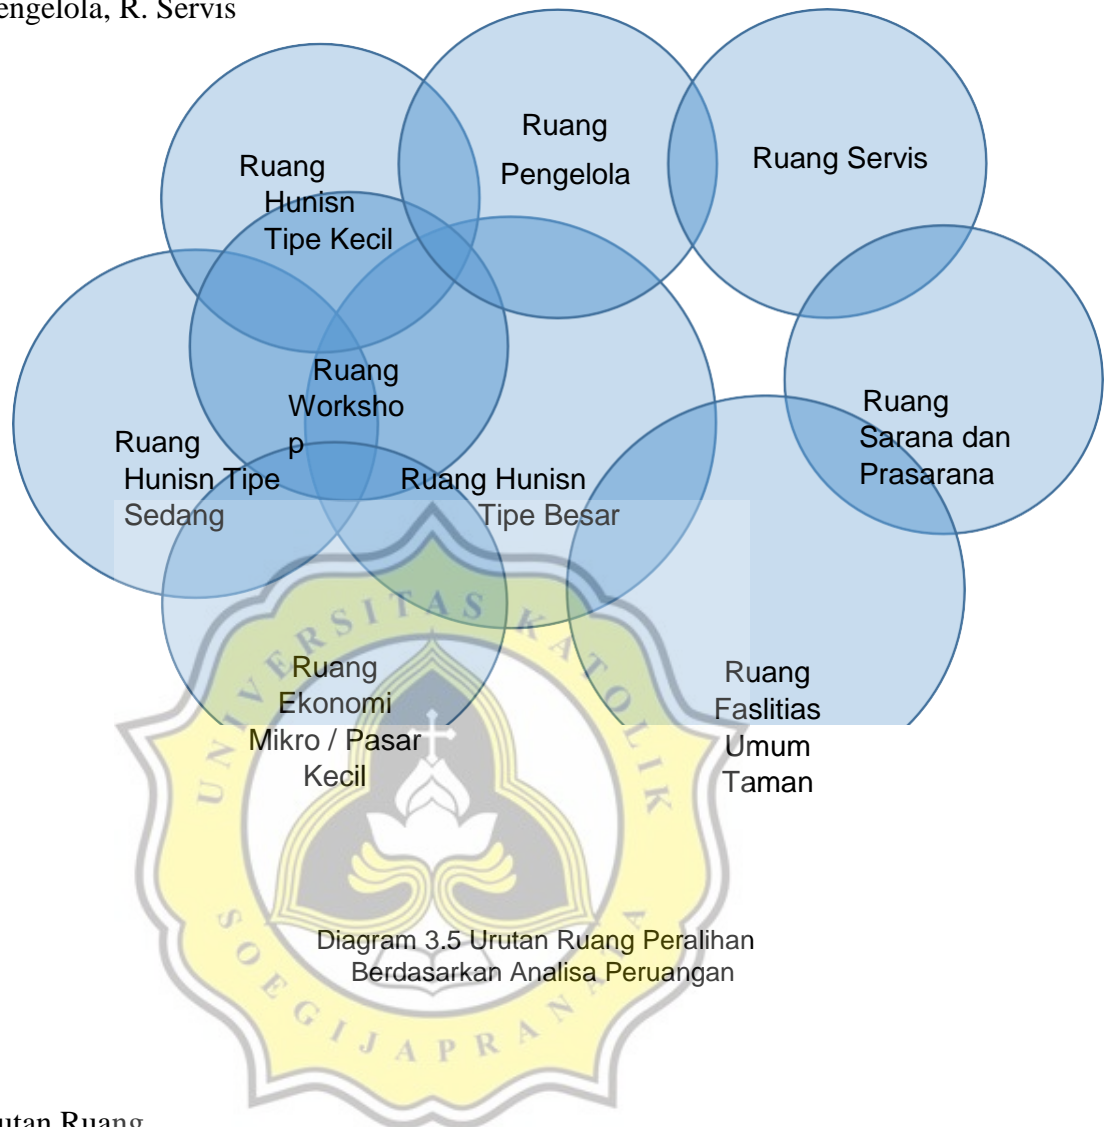 engelola, R. Servis
Ruang
Pengelola
Ruang Servis
Ruang
Hunisn
Tipe Kecil
Ruang
Worksho
p
Ruang
Sarana dan
Prasarana
Ruang
Hunisn Tipe
Sedang
Ruang Hunisn
Tipe Besar
Ruang
Ekonomi
Mikro / Pasar
Kecil
Ruang
Faslitias
Umum
Taman
UNIVERSITAS KATOLIK
SOEGIJAPRANATA
Diagram 3.5 Urutan Ruang Peralihan
Berdasarkan Analisa Peruangan
utan Ruang